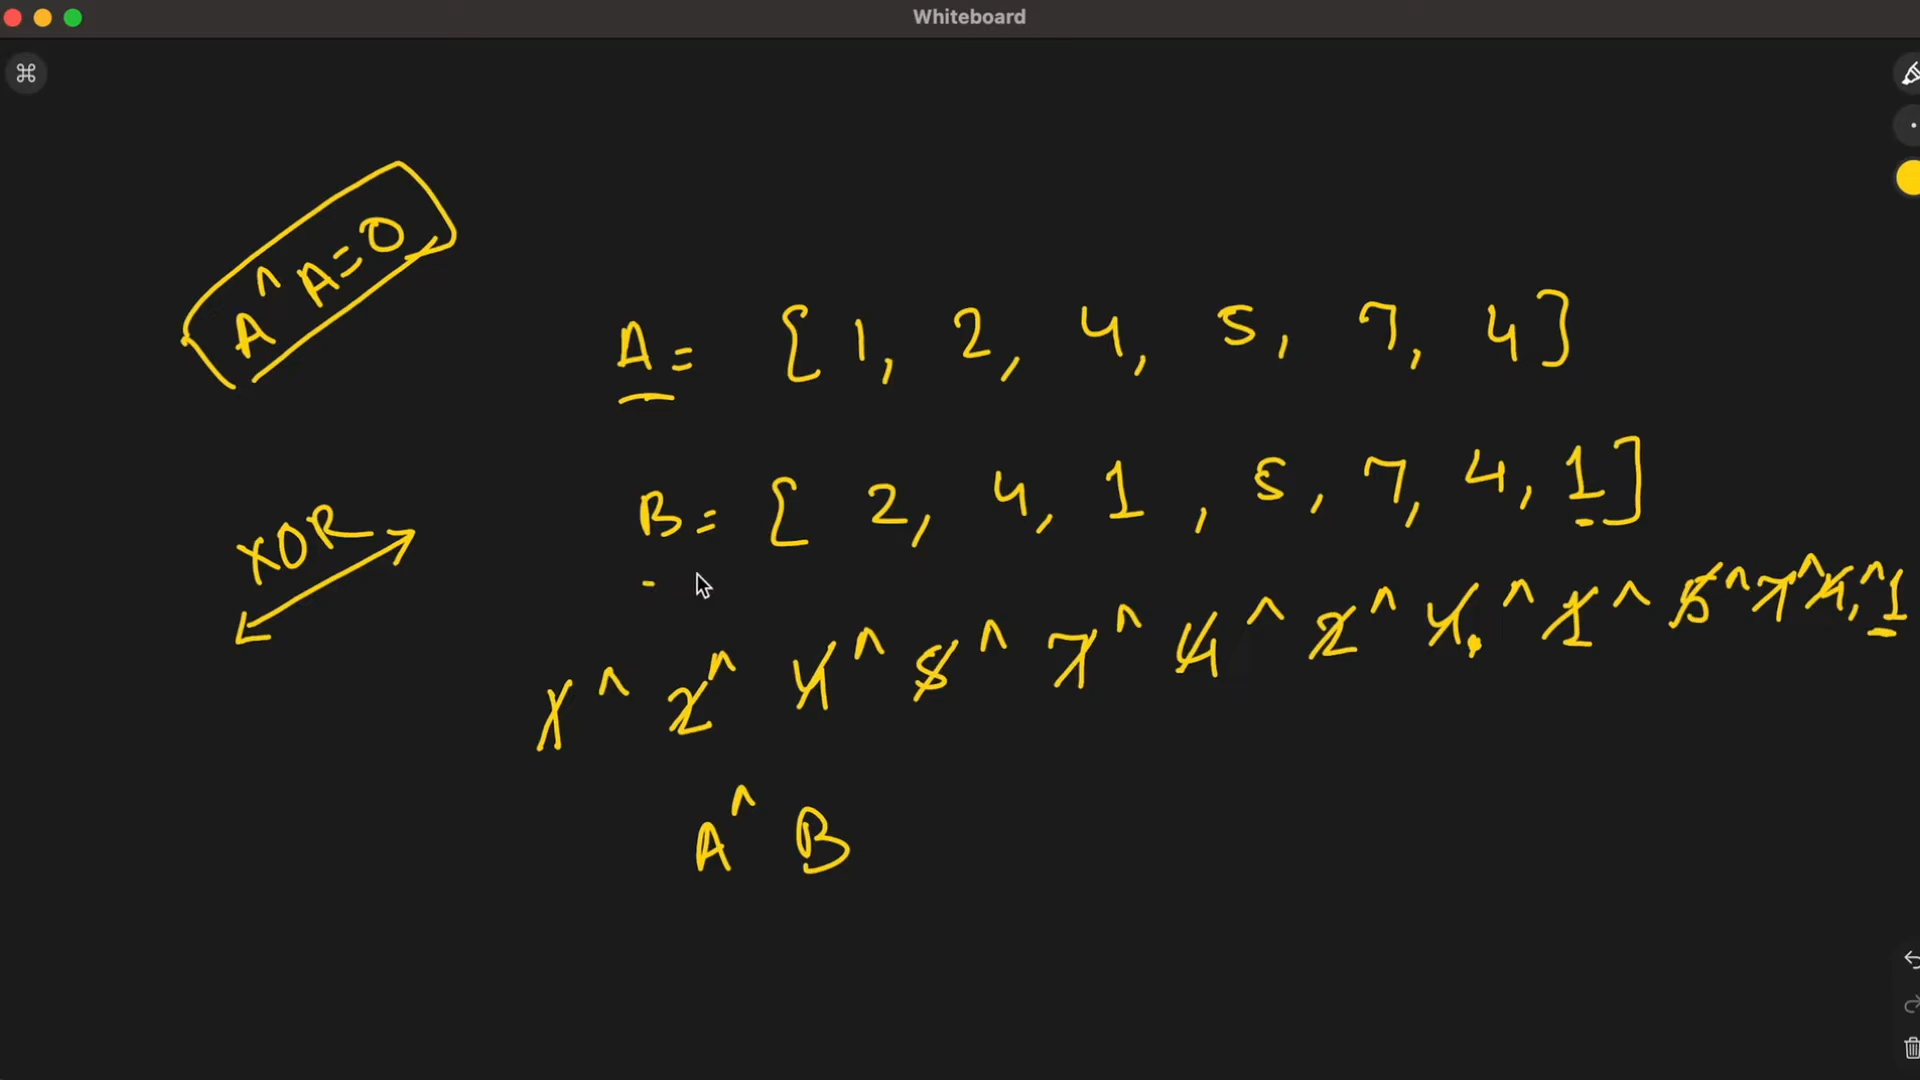 Whiteboard
⌘
A ^ A = 0
A = [ 1, 2, 4, 5, 7, 4 ]
B = [ 2, 4, 1 , 5, 7, 4, 1 ]
XOR
1 ^ 2 ^ 4 ^ 5 ^ 7 ^ 4 ^ 2 ^ 4 ^ 1 ^ 5 ^ 7 ^ 4 ^ 1
A ^ B